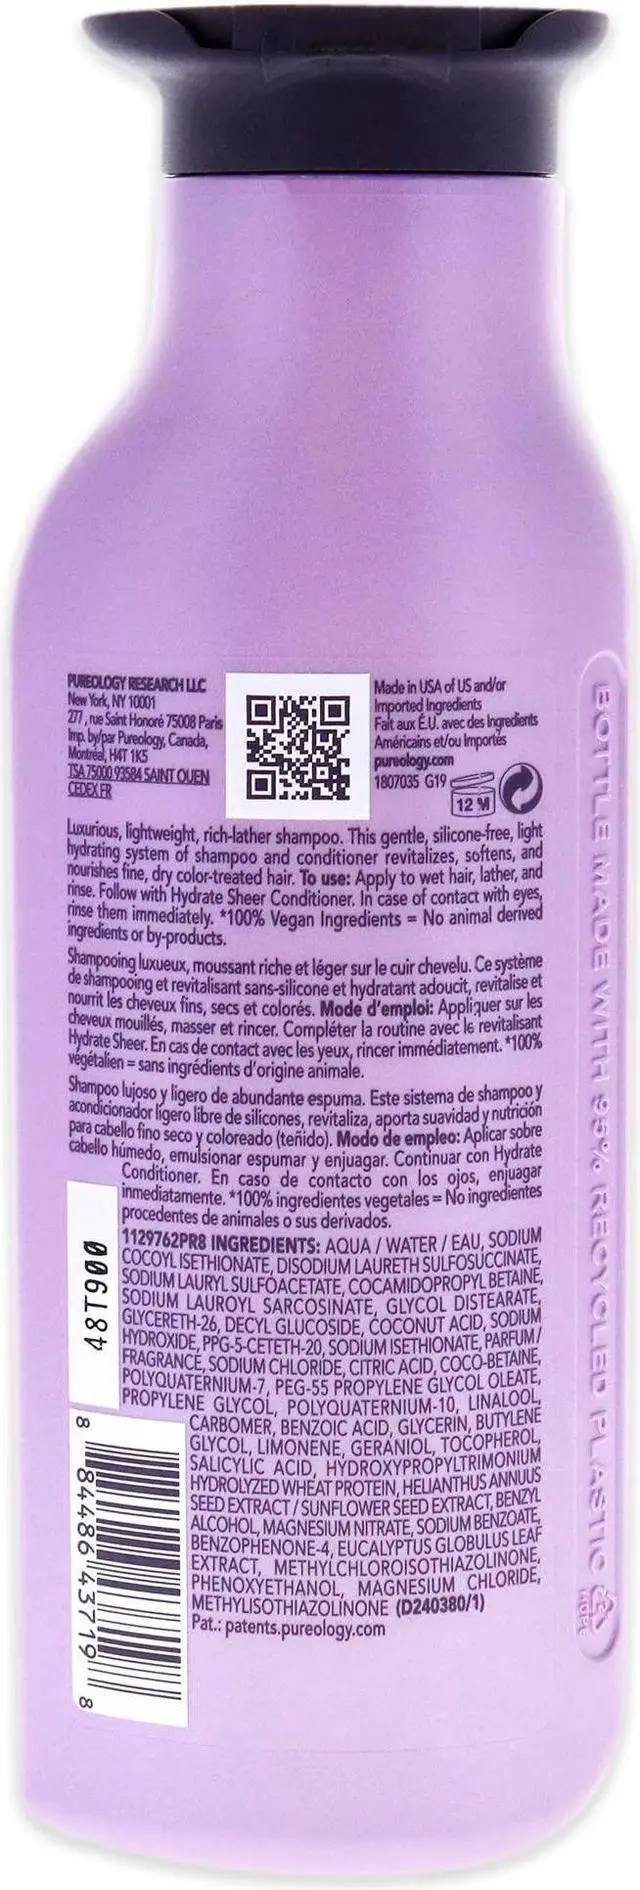 PUREOLOGY RESEARCH LLC
New York, NY 10001
277, rue Saint Honoré 75008 Paris
Imp. by/par Pureology, Canada,
Montréal, H4T 1K5
TSA 75000 93584 SAINT OUEN
CEDEX FR
Made in USA of US and/or
Imported Ingredients
Fait aux É.U. avec des Ingrédients
Américains et/ou Importés
pureology.com
1807035 G19
12 M
Luxurious, lightweight, rich-lather shampoo. This gentle, silicone-free, light
hydrating system of shampoo and conditioner revitalizes, softens, and
nourishes fine, dry color-treated hair. To use: Apply to wet hair, lather, and
rinse. Follow with Hydrate Sheer Conditioner. In case of contact with eyes,
rinse them immediately. *100% Vegan Ingredients = No animal derived
ingredients or by-products.
Shampooing luxueux, moussant riche et léger sur le cuir chevelu. Ce système
de shampooing et revitalisant sans-silicone et hydratant adoucit, revitalise et
nourrit les cheveux fins, secs et colorés. Mode d'emploi: Appliquer sur les
cheveux mouillés, masser et rincer. Compléter la routine avec le revitalisant
Hydrate Sheer. En cas de contact avec les yeux, rincer immédiatement. *100%
végétalien = sans ingrédients d'origine animale.
Shampoo lujoso y ligero de abundante espuma. Este sistema de shampoo y
acondicionador ligero libre de silicones, revitaliza, aporta suavidad y nutrición
para cabello fino seco y coloreado (teñido). Modo de empleo: Aplicar sobre
cabello húmedo, emulsionar espumar y enjuagar. Continuar con Hydrate
Conditioner. En caso de contacto con los ojos, enjuagar
inmediatamente. *100% ingredientes vegetales = No ingredientes
procedentes de animales o sus derivados.
1129762PR8 INGREDIENTS: AQUA / WATER / EAU, SODIUM
COCOYL ISETHIONATE, DISODIUM LAURETH SULFOSUCCINATE,
SODIUM LAURYL SULFOACETATE, COCAMIDOPROPYL BETAINE,
SODIUM LAUROYL SARCOSINATE, GLYCOL DISTEARATE,
GLYCERETH-26, DECYL GLUCOSIDE, COCONUT ACID, SODIUM
HYDROXIDE, PPG-5-CETETH-20, SODIUM ISETHIONATE, PARFUM /
FRAGRANCE, SODIUM CHLORIDE, CITRIC ACID, COCO-BETAINE,
POLYQUATERNIUM-7, PEG-55 PROPYLENE GLYCOL OLEATE,
PROPYLENE GLYCOL, POLYQUATERNIUM-10, LINALOOL,
CARBOMER, BENZOIC ACID, GLYCERIN, BUTYLENE
GLYCOL, LIMONENE, GERANIOL, TOCOPHEROL,
SALICYLIC ACID, HYDROXYPROPYLTRIMONIUM
HYDROLYZED WHEAT PROTEIN, HELIANTHUS ANNUUS
SEED EXTRACT / SUNFLOWER SEED EXTRACT, BENZYL
ALCOHOL, MAGNESIUM NITRATE, SODIUM BENZOATE,
BENZOPHENONE-4, EUCALYPTUS GLOBULUS LEAF
EXTRACT, METHYLCHLOROISOTHIAZOLINONE,
PHENOXYETHANOL, MAGNESIUM CHLORIDE,
METHYLISOTHIAZOLINONE (D240380/1)
Pat.: patents.pureology.com
48T900
8 84486 43719 8
BOTTLE MADE WITH 95% RECYCLED PLASTIC
2
HDPE